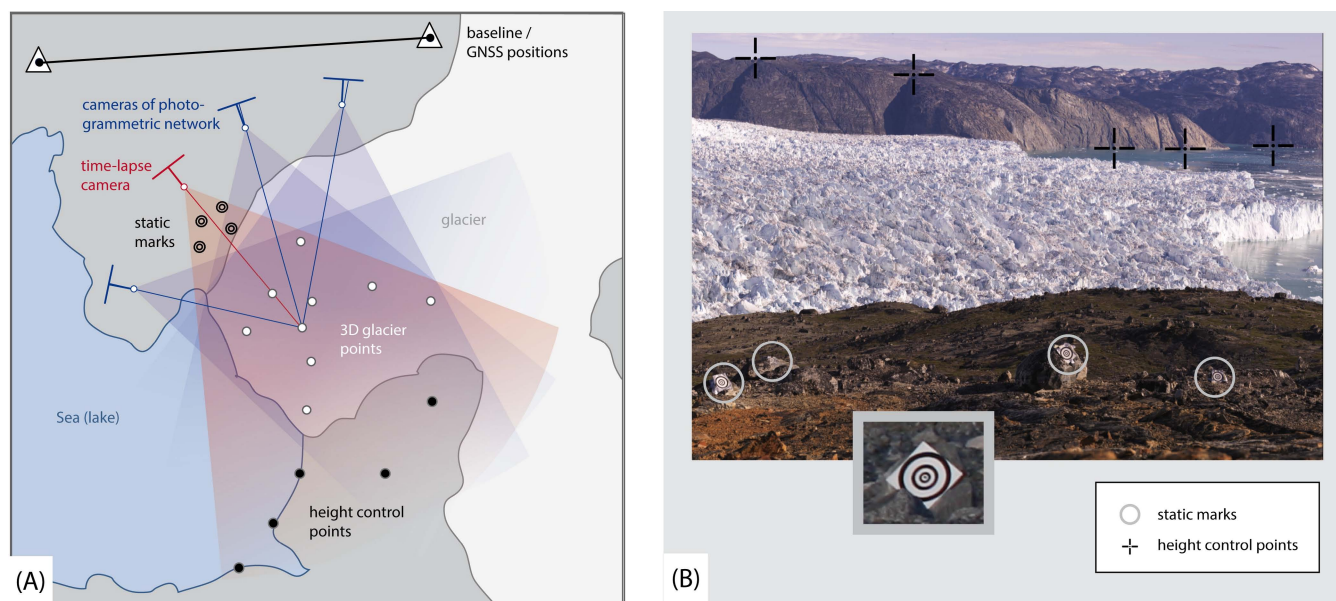 baseline /
GNSS positions
cameras of photo-
grammetric network
time-lapse
camera
static
marks
glacier
3D glacier
points
Sea (lake)
height control
points
(A)
static marks
height control points
(B)